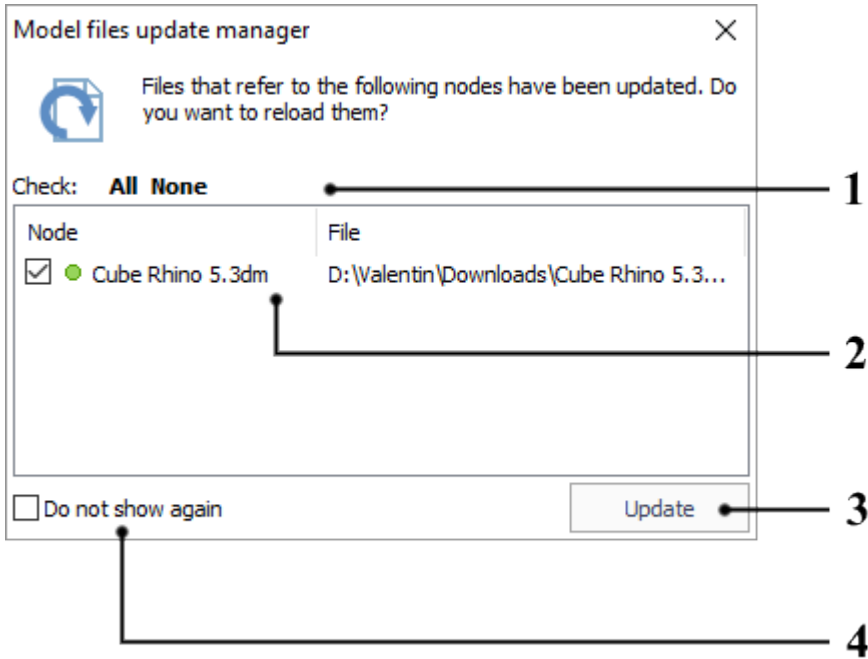 Model files update manager
Files that refer to the following nodes have been updated. Do
you want to reload them?
Check: All None
1
Node File
Cube Rhino 5.3dm D:\Valentin\Downloads\Cube Rhino 5.3...
2
Do not show again Update
3
4